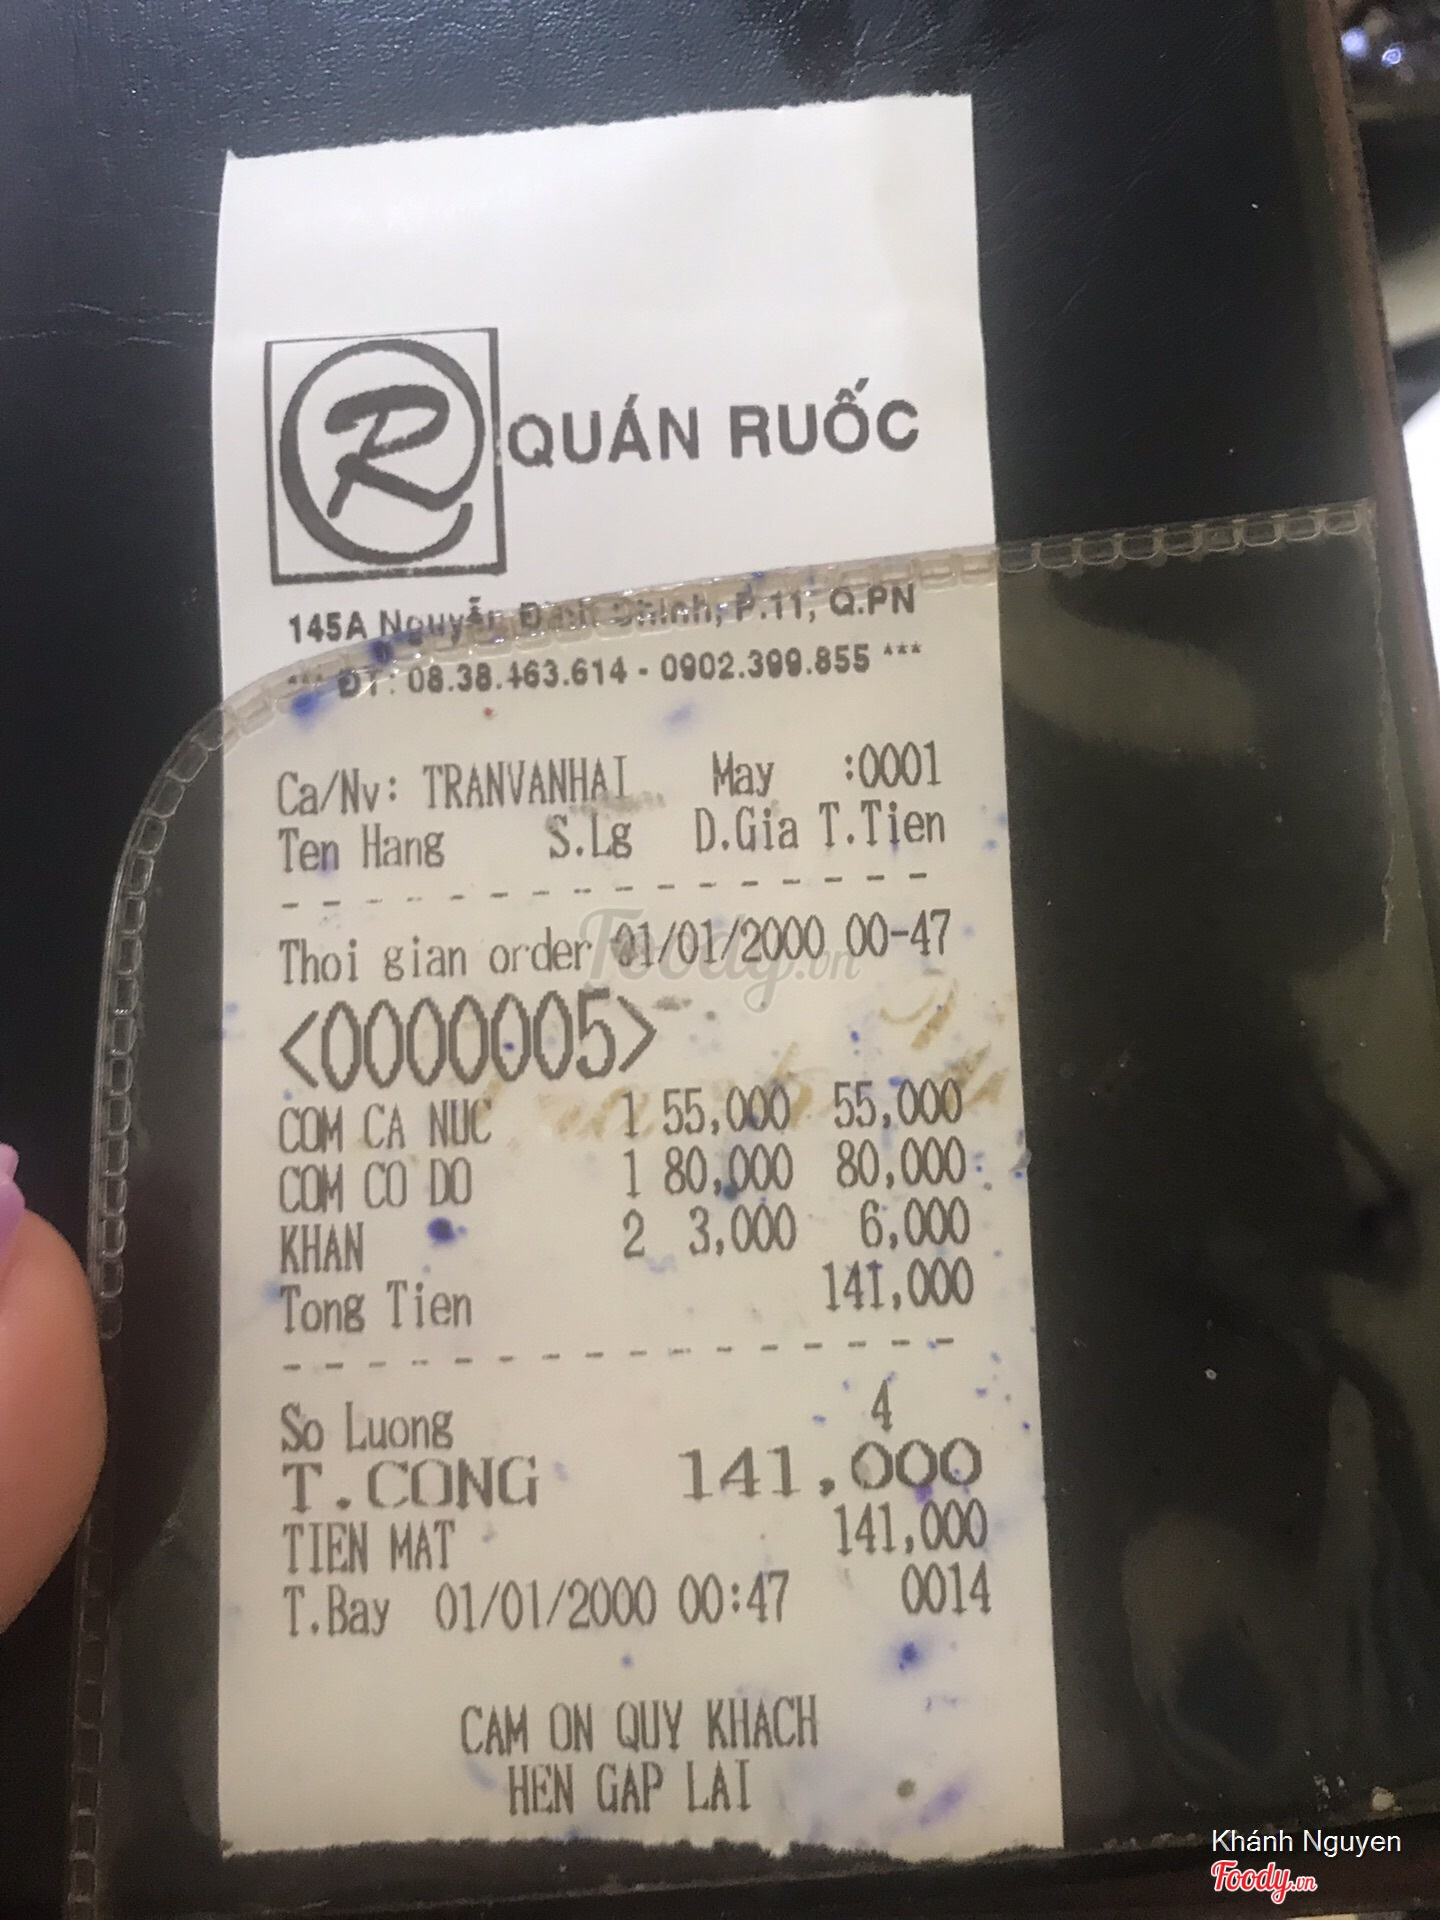 R QUÁN RUỐC
145A Nguyễn Đình Chính, P.11, Q.PN
*** ĐT: 08.38.463.614 - 0902.399.855 ***
Ca/Nv: TRANVANHAI May :0001
Ten Hang S.Lg D.Gia T.Tien
Thoi gian order 01/01/2000 00-47
<0000005>
COM CA NUC 1 55,000 55,000
COM CO DO 1 80,000 80,000
KHAN 2 3,000 6,000
Tong Tien 141,000
So Luong 4
T.CONG 141,000
TIEN MAT 141,000
T.Bay 01/01/2000 00:47 0014
CAM ON QUY KHACH
HEN GAP LAI
Foody.vn
Khánh Nguyen
Foody.vn